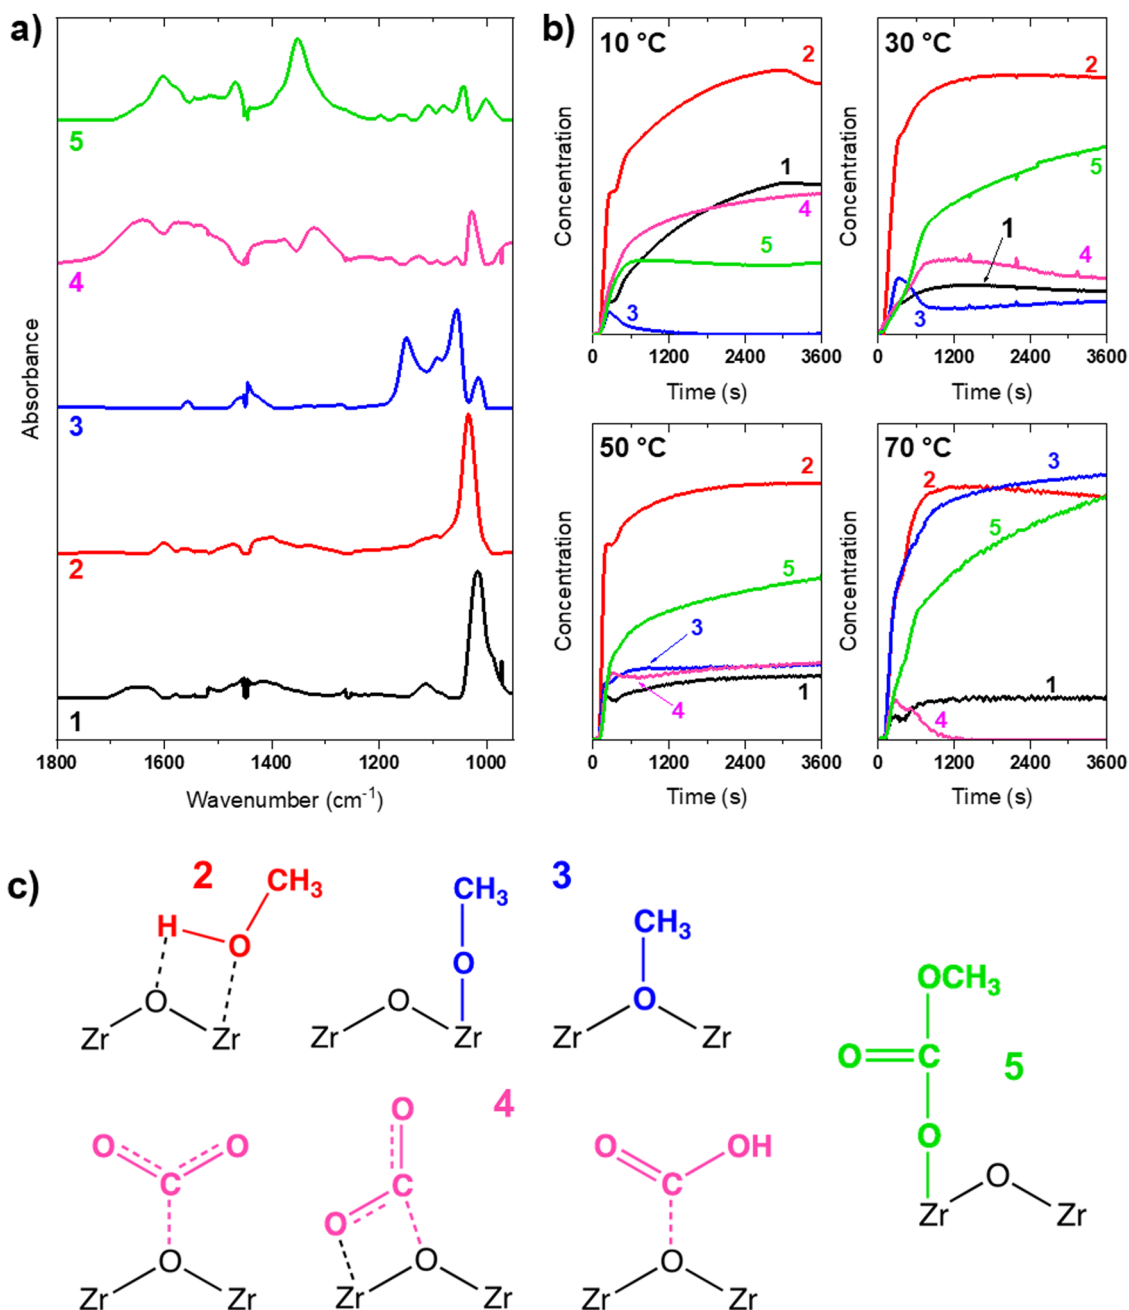 a)
5
4
3
2
1
Absorbance
1800 1600 1400 1200 1000
Wavenumber (cm-1)
b)
10 °C
2
1
4
5
3
Concentration
0 1200 2400 3600
Time (s)
30 °C
2
5
1
4
3
Concentration
0 1200 2400 3600
Time (s)
50 °C
2
5
3
4
1
Concentration
0 1200 2400 3600
Time (s)
70 °C
3
2
5
1
4
Concentration
0 1200 2400 3600
Time (s)
c)
2
CH3
H
O
O
Zr Zr
3
CH3
O
O
Zr Zr
CH3
O
Zr Zr
4
O O
C
O
Zr Zr
O
C
O
O
Zr Zr
O OH
C
O
Zr Zr
5
OCH3
O C
O
O
Zr Zr